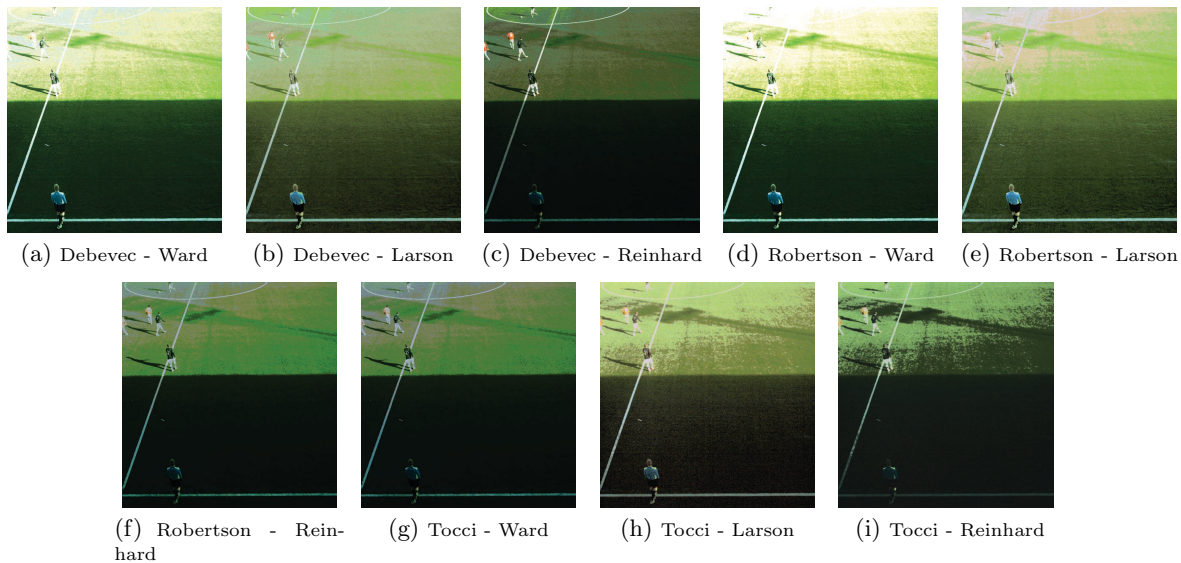 (a) Debevec - Ward
(b) Debevec - Larson
(c) Debevec - Reinhard
(d) Robertson - Ward
(e) Robertson - Larson
(f) Robertson - Rein-
hard
(g) Tocci - Ward
(h) Tocci - Larson
(i) Tocci - Reinhard